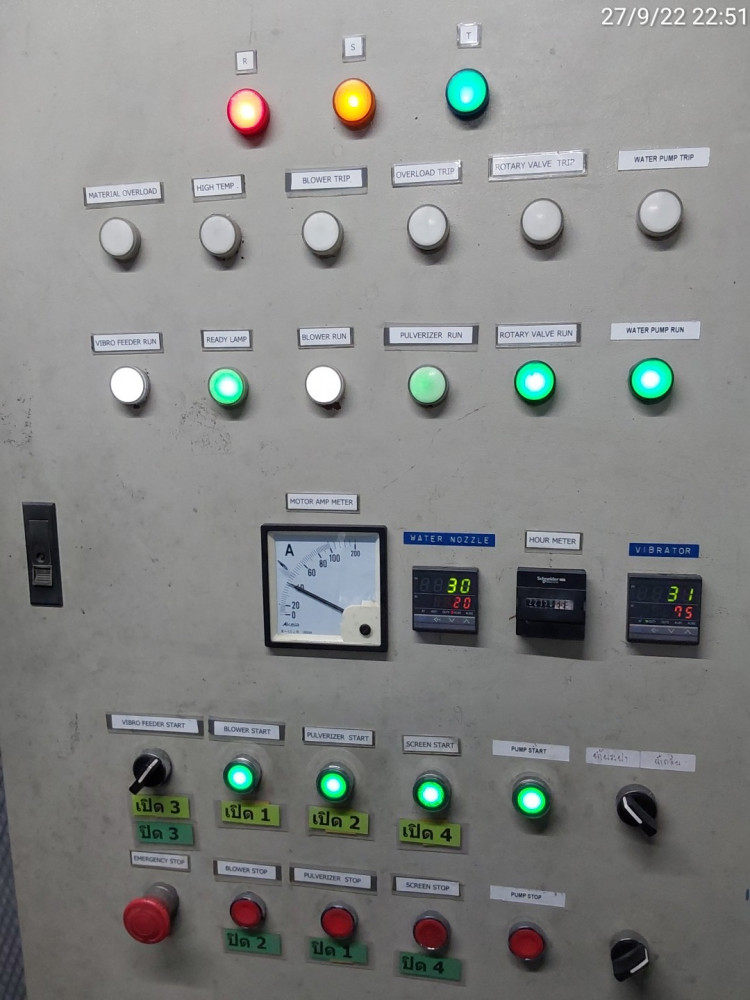 27/9/22 22:51
R
S
T
MATERIAL OVERLOAD
HIGH TEMP.
BLOWER TRIP
OVERLOAD TRIP
ROTARY VALVE TRIP
WATER PUMP TRIP
VIBRO FEEDER RUN
READY LAMP
BLOWER RUN
PULVERIZER RUN
ROTARY VALVE RUN
WATER PUMP RUN
MOTOR AMP METER
WATER NOZZLE
HOUR METER
VIBRATOR
A
200
100
80
60
20
0
30
20
Schneider
31
75
VIBRO FEEDER START
BLOWER START
PULVERIZER START
SCREEN START
PUMP START
เปิด 3
เปิด 1
เปิด 2
เปิด 4
ปิด 3
EMERGENCY STOP
BLOWER STOP
PULVERIZER STOP
SCREEN STOP
PUMP STOP
ปิด 2
ปิด 1
ปิด 4